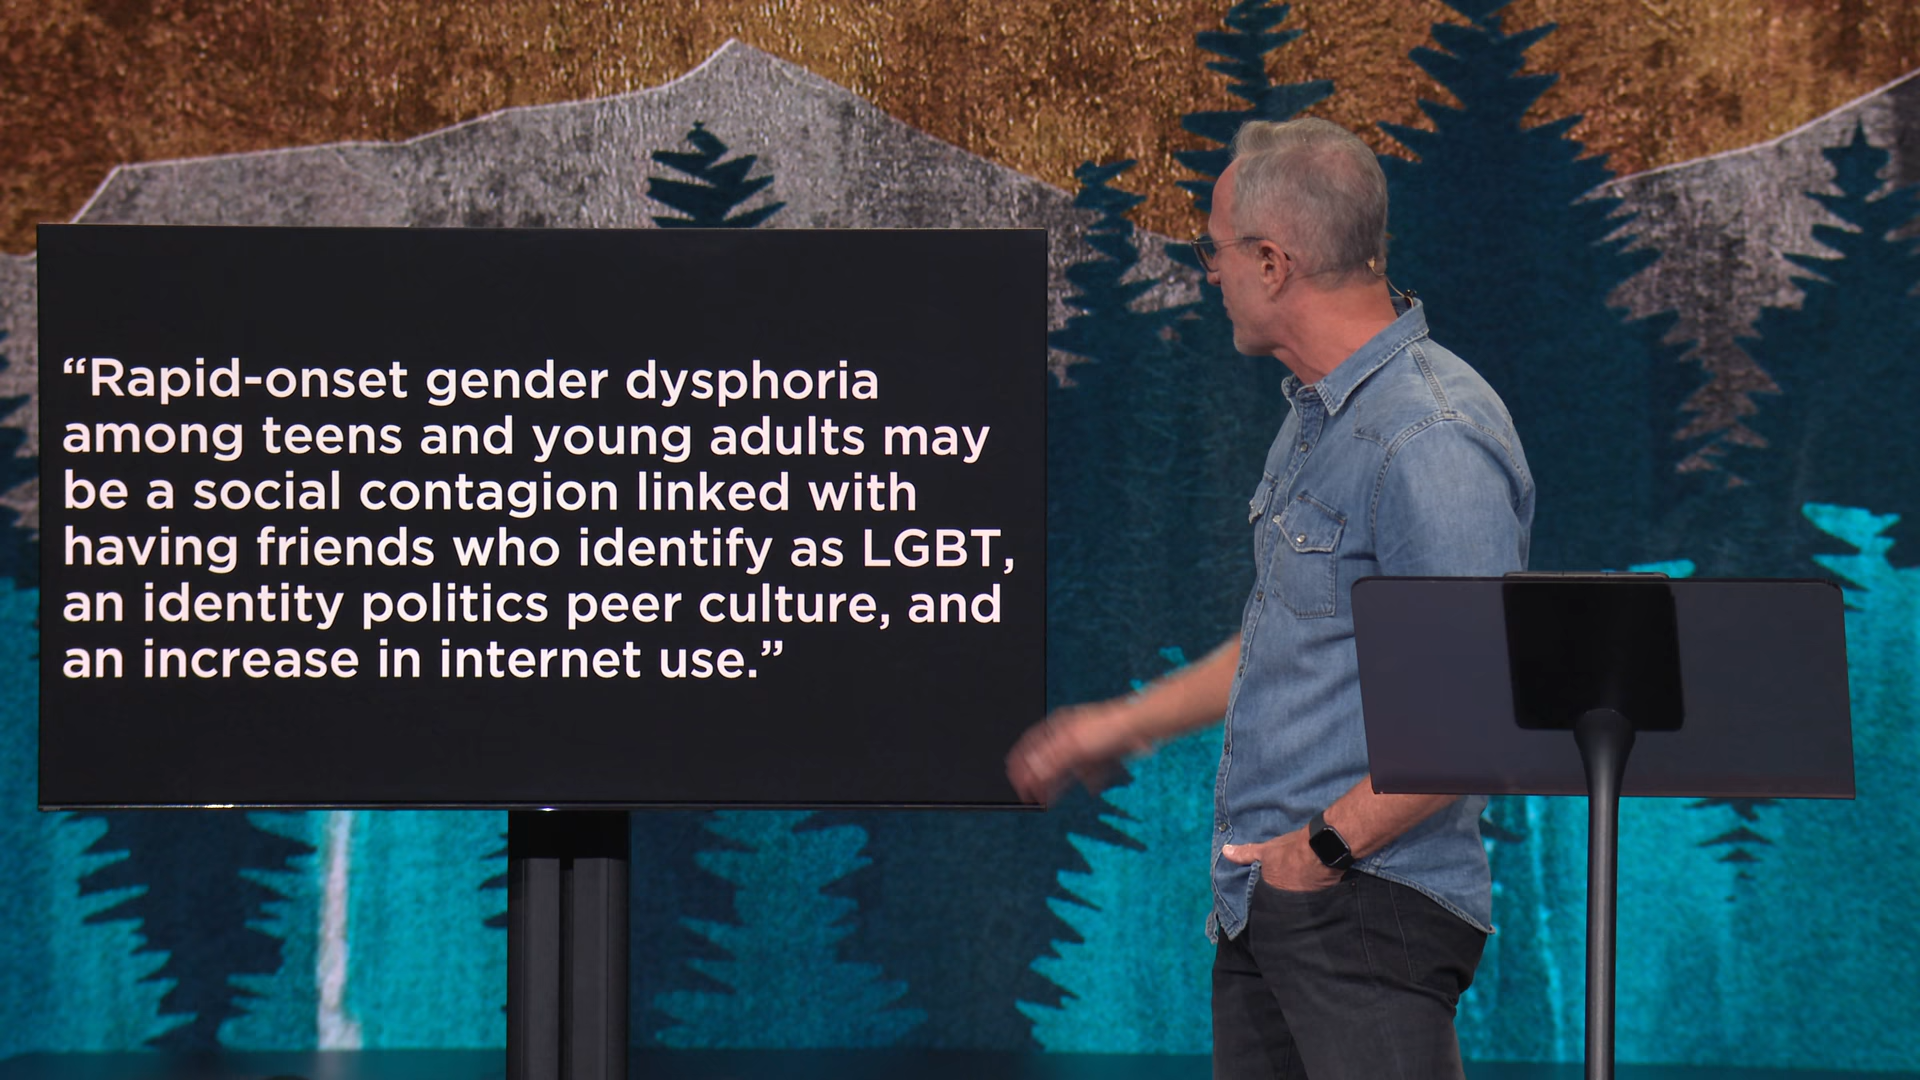 “Rapid-onset gender dysphoria
among teens and young adults may
be a social contagion linked with
having friends who identify as LGBT,
an identity politics peer culture, and
an increase in internet use.”